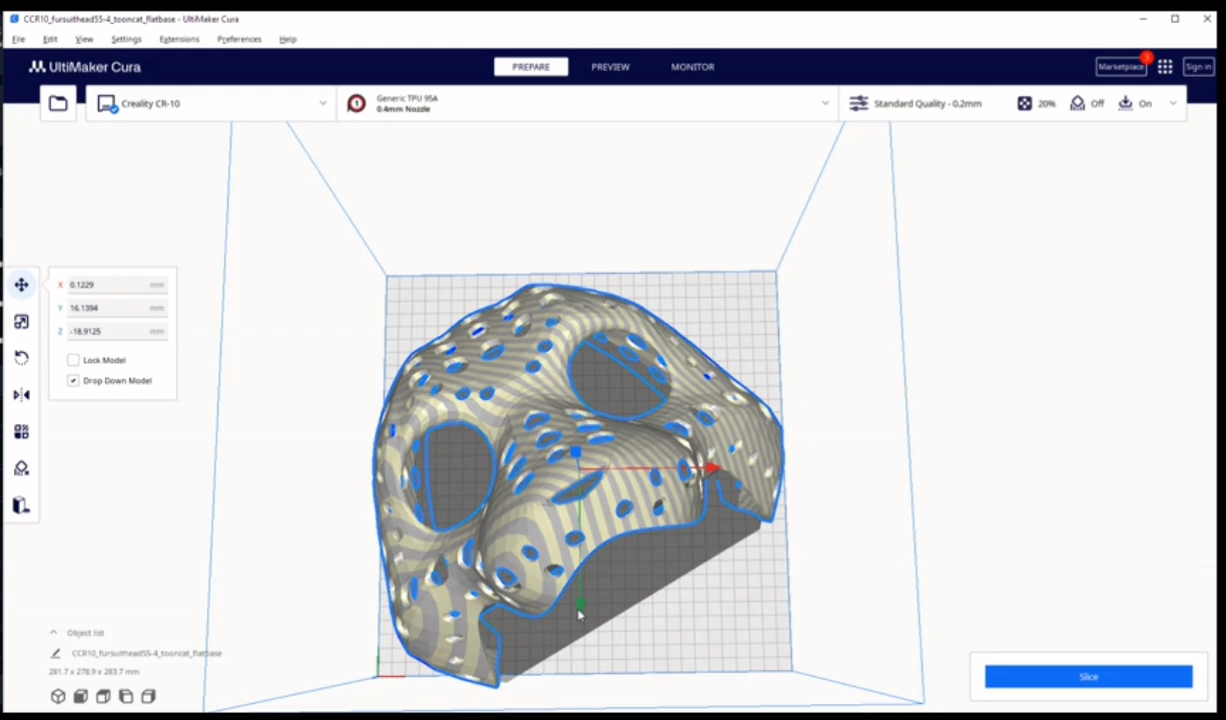 CCR10_fursuithead55-4_tooncat_flatbase - UltiMaker Cura
File Edit View Settings Extensions Preferences Help
UltiMaker Cura PREPARE PREVIEW MONITOR Marketplace 3 Sign in
Creality CR-10
1
Generic TPU 95A
0.4mm Nozzle
Standard Quality - 0.2mm 20% Off On
X 0.1229 mm
Y 16.1394 mm
Z -18.9125 mm
Lock Model
Drop Down Model
Object list
CCR10_fursuithead55-4_tooncat_flatbase
281.7 x 278.9 x 283.7 mm
Slice